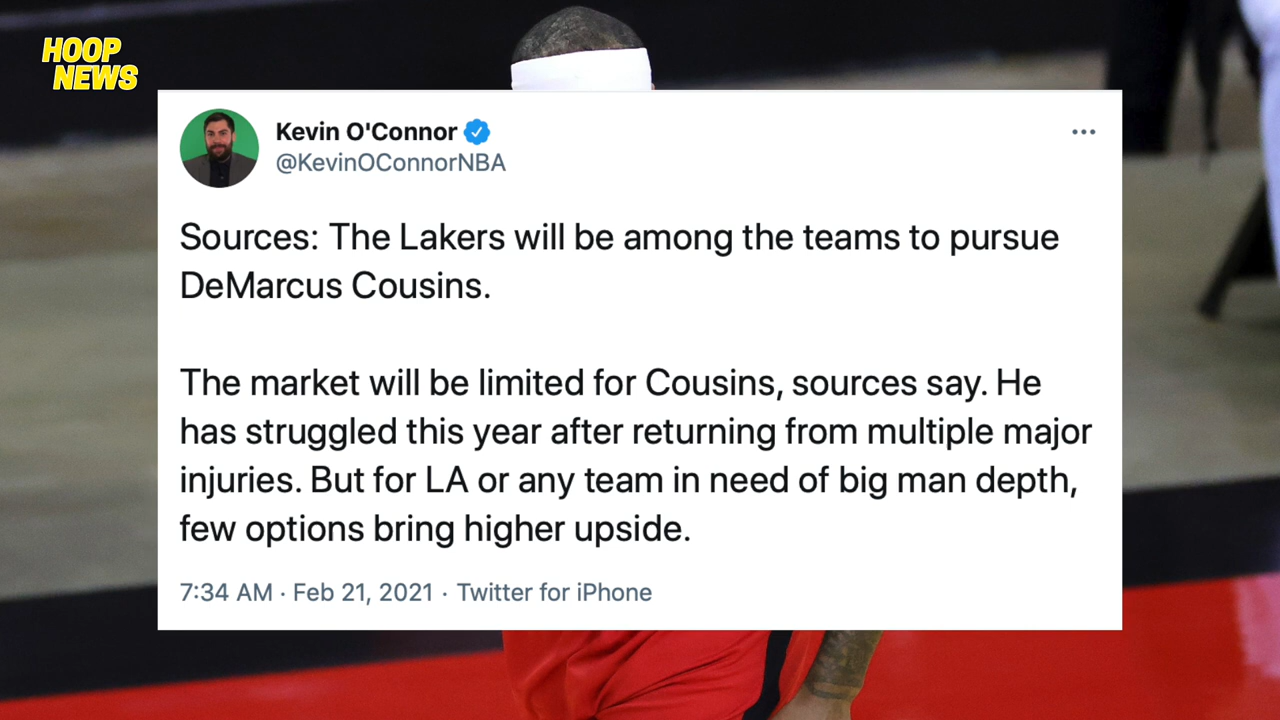 HOOP
NEWS
Kevin O'Connor
@KevinOConnorNBA
Sources: The Lakers will be among the teams to pursue
DeMarcus Cousins.
The market will be limited for Cousins, sources say. He
has struggled this year after returning from multiple major
injuries. But for LA or any team in need of big man depth,
few options bring higher upside.
7:34 AM · Feb 21, 2021 · Twitter for iPhone